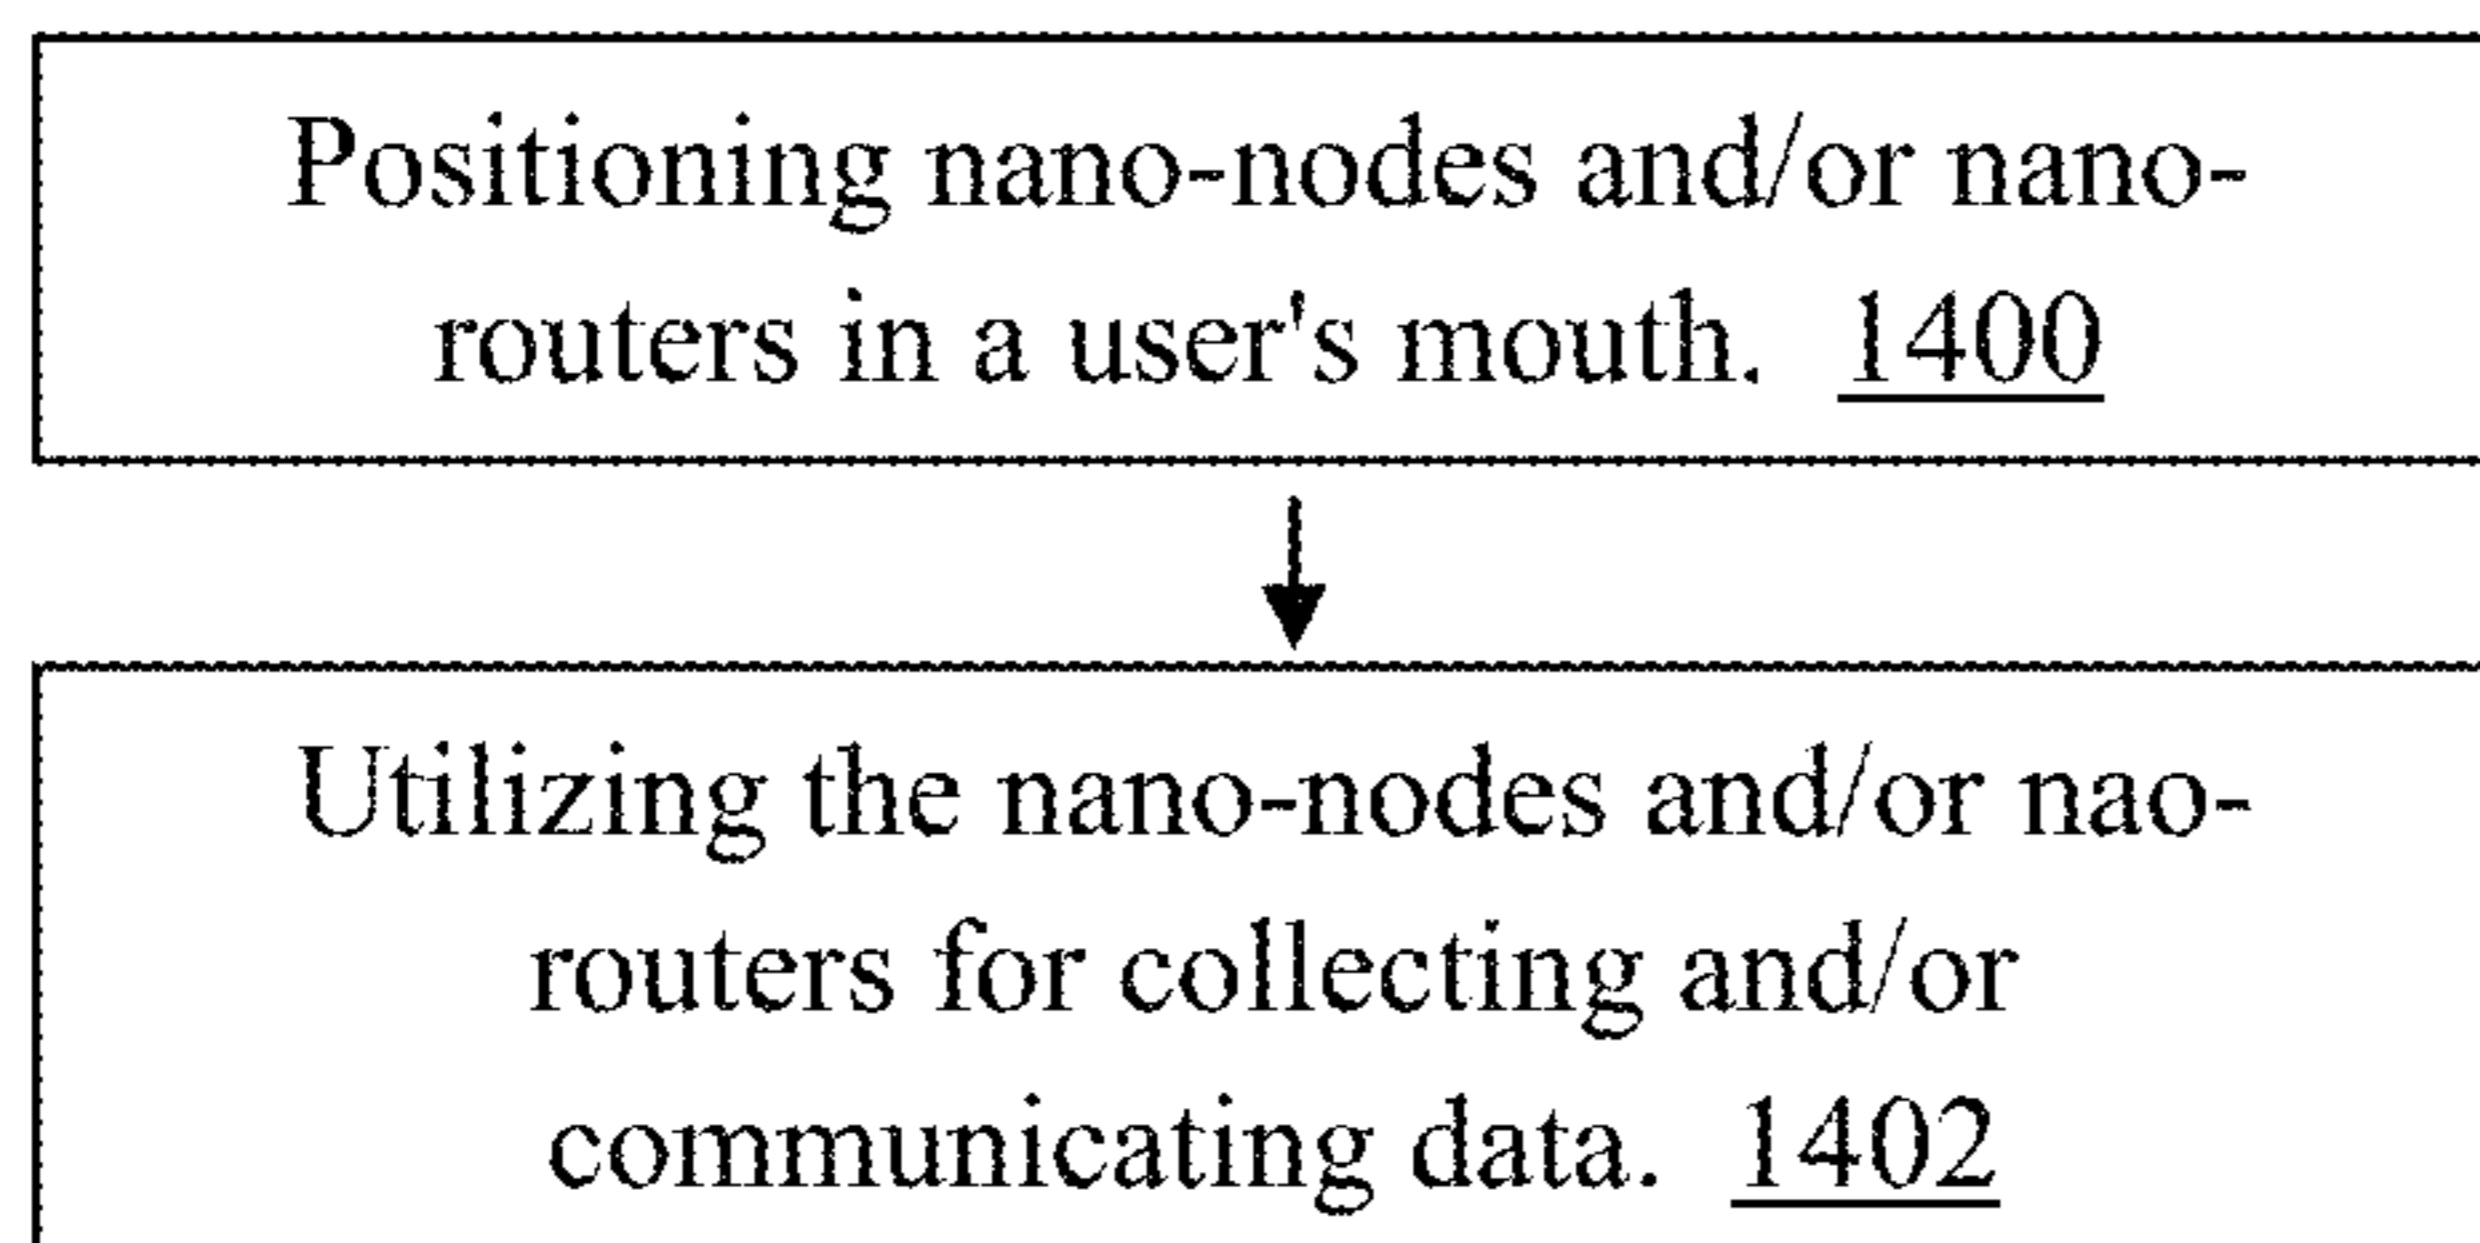 Positioning nano-nodes and/or nano-
routers in a user's mouth. 1400
Utilizing the nano-nodes and/or nao-
routers for collecting and/or
communicating data. 1402